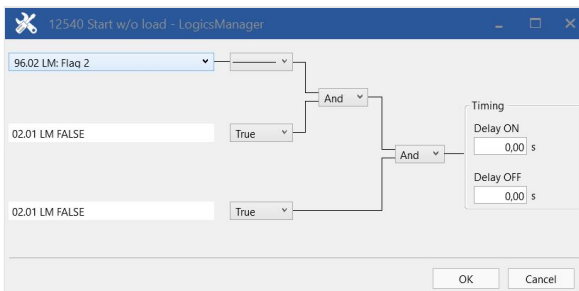 12540 Start w/o load - LogicsManager
96.02 LM: Flag 2
And
Timing
02.01 LM FALSE True
Delay ON
0,00 s
And
Delay OFF
0,00 s
02.01 LM FALSE True
OK Cancel